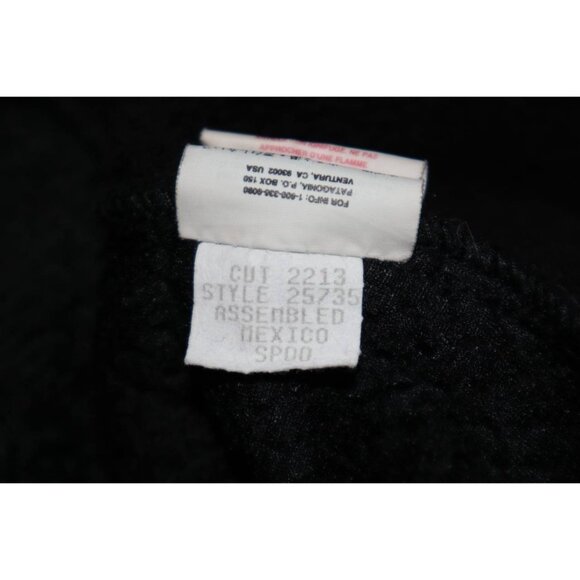 APPROCHER D'UNE FLAMME
FOR INFO: 1-800-336-9090
PATAGONIA, P.O. BOX 150
VENTURA, CA 93002 USA
CUT 2213
STYLE 25735
ASSEMBLED
MEXICO
SP00